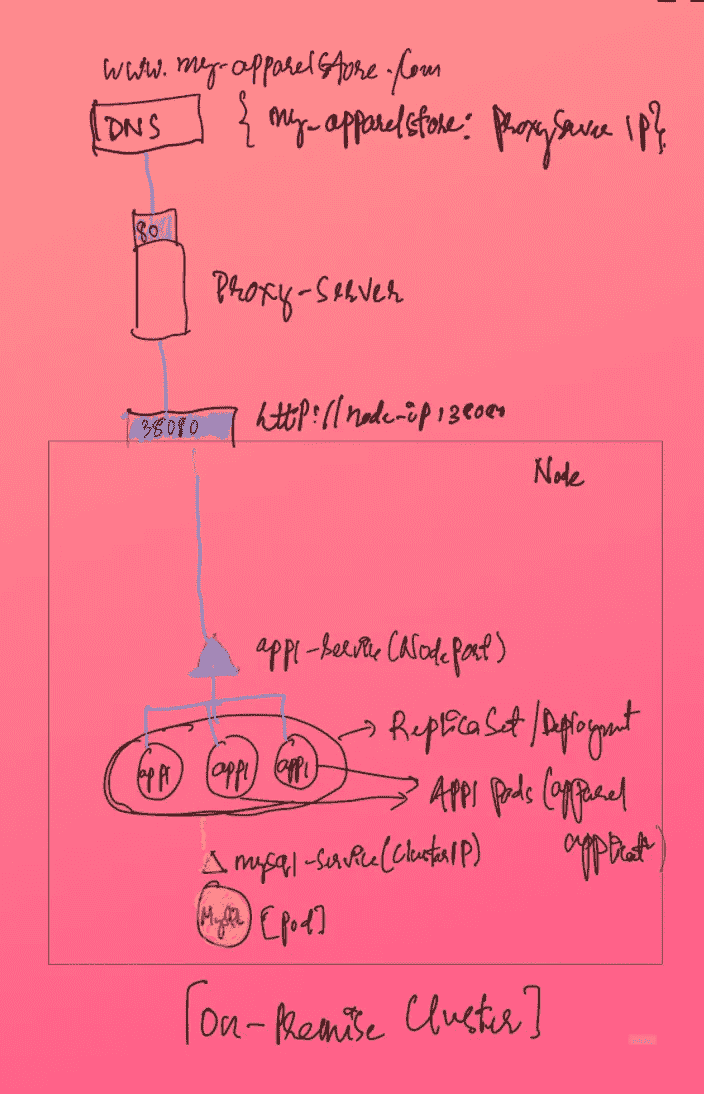 www.my-apparelstore.com
DNS { my-apparelstore: proxyServer IP}
80
Proxy-Server
38080 http://node-ip:38080
Node
app1-service(Nodeport)
ReplicaSet/Deployment
app1 app1 app1
APP1 pods (apparel
mysql-service(ClusterIP)
MySQL [pod]
[On-Premise Cluster]